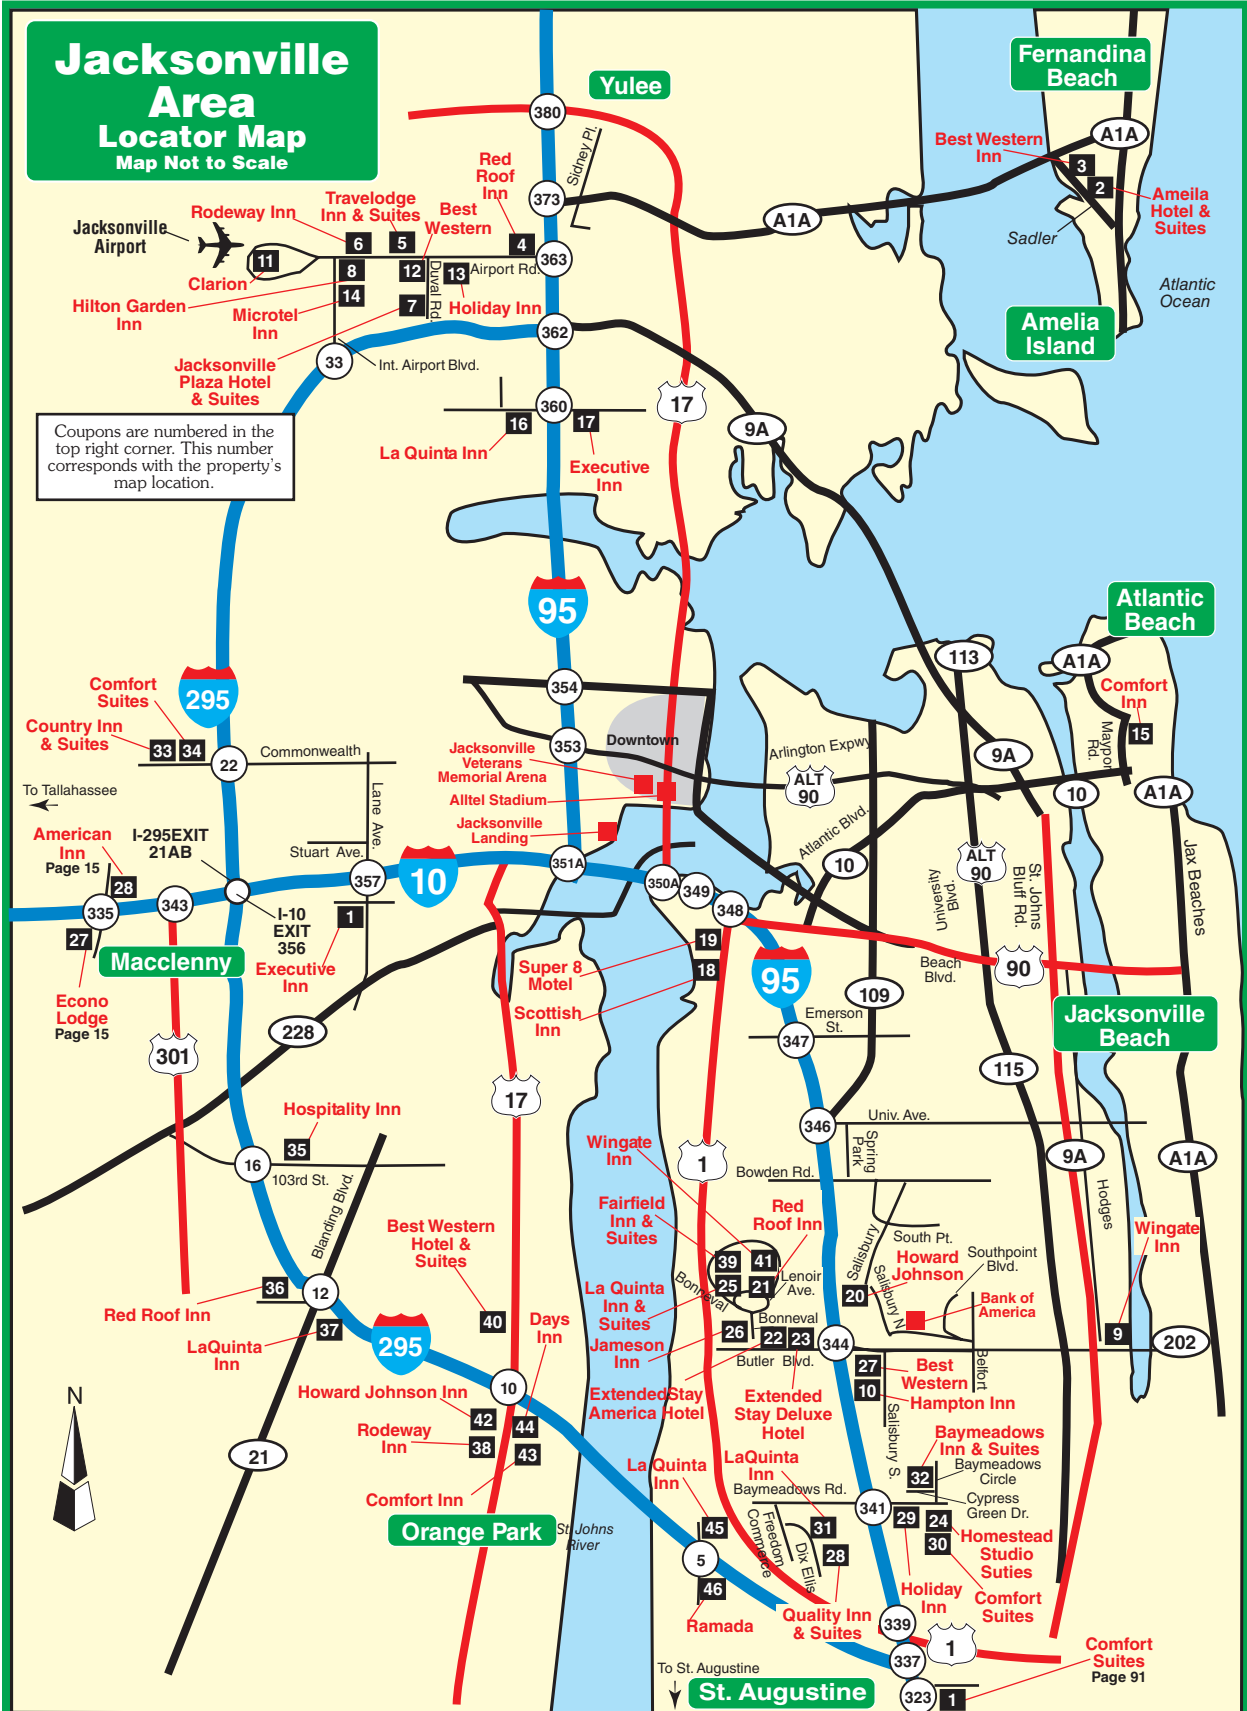 Jacksonville
Area
Locator Map
Map Not to Scale
Yulee
Fernandina
Beach
380
A1A
Sidney Pl.
Best Western
Inn
3
2
Ameila
Hotel &
Suites
Sadler
Atlantic
Ocean
Amelia
Island
Red
Roof
Inn
373
A1A
Travelodge
Inn & Suites
Rodeway Inn
Best
Western
Jacksonville
Airport
6
5
4
11
8
12
13
Airport Rd.
363
Clarion
Hilton Garden
Inn
14
7
Duval Rd.
Holiday Inn
Microtel
Inn
362
33
Int. Airport Blvd.
Jacksonville
Plaza Hotel
& Suites
360
17
9A
16
17
La Quinta Inn
Executive
Inn
Coupons are numbered in the
top right corner. This number
corresponds with the property's
map location.
95
Atlantic
Beach
113
A1A
295
354
Comfort
Suites
Comfort
Inn
Country Inn
& Suites
33
34
15
Mayport
Rd.
22
Commonwealth
353
Downtown
Arlington Expwy
9A
Jacksonville
Veterans
Memorial Arena
ALT
90
10
A1A
To Tallahassee
Lane Ave.
Alltel Stadium
Jacksonville
Landing
Atlantic Blvd.
American
Inn
Page 15
I-295EXIT
21AB
Stuart Ave.
10
351A
10
ALT
90
St. Johns
Bluff Rd.
University
Blvd.
Jax Beaches
28
335
343
357
350A
349
348
1
I-10
EXIT
356
27
19
18
Macclenny
Executive
Inn
Super 8
Motel
95
Beach
Blvd.
90
Econo
Lodge
Page 15
Scottish
Inn
109
Jacksonville
Beach
301
228
Emerson
St.
347
17
115
Hospitality Inn
346
Univ. Ave.
35
Wingate
Inn
1
Spring
Park
9A
A1A
16
103rd St.
Bowden Rd.
Hodges
Blanding Blvd.
Fairfield
Inn &
Suites
Red
Roof Inn
Best Western
Hotel &
Suites
Salisbury
South Pt.
Wingate
Inn
Howard
Johnson
Southpoint
Blvd.
39
41
Salisbury N
36
12
La Quinta
Inn &
Suites
Bonneval
25
21
Lenoir
Ave.
20
Bank of
America
Red Roof Inn
37
40
Days
Inn
Bonneval
9
202
LaQuinta
Inn
295
Jameson
Inn
26
22
23
344
Butler Blvd.
Belfort
N
10
27
Best
Western
Howard Johnson Inn
ExtendedStay
America Hotel
Extended
Stay Deluxe
Hotel
10
Hampton Inn
42
44
Rodeway
Inn
38
43
21
Salisbury S.
Baymeadows
Inn & Suites
La Quinta
Inn
LaQuinta
Inn
Baymeadows
Circle
32
Baymeadows Rd.
Comfort Inn
341
Cypress
Green Dr.
Orange Park
St. Johns
River
45
Freedom
Commerce
Dix Ellis
31
29
24
Homestead
Studio
Suties
28
30
5
46
Holiday
Inn
Comfort
Suites
Ramada
Quality Inn
& Suites
339
1
337
Comfort
Suites
Page 91
To St. Augustine
St. Augustine
323
1